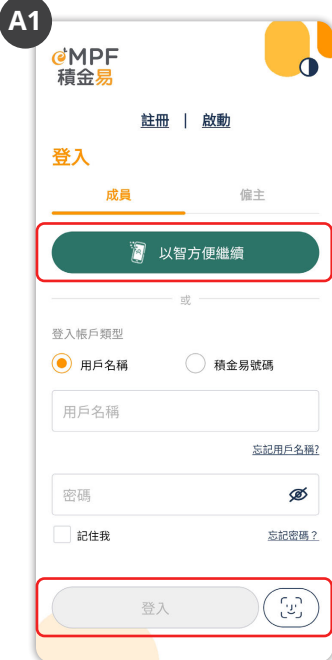 A1
eMPF
積金易
註冊 | 啟動
登入
成員 僱主
以智方便繼續
或
登入帳戶類型
用戶名稱 積金易號碼
用戶名稱
忘記用戶名稱?
密碼
記住我 忘記密碼？
登入